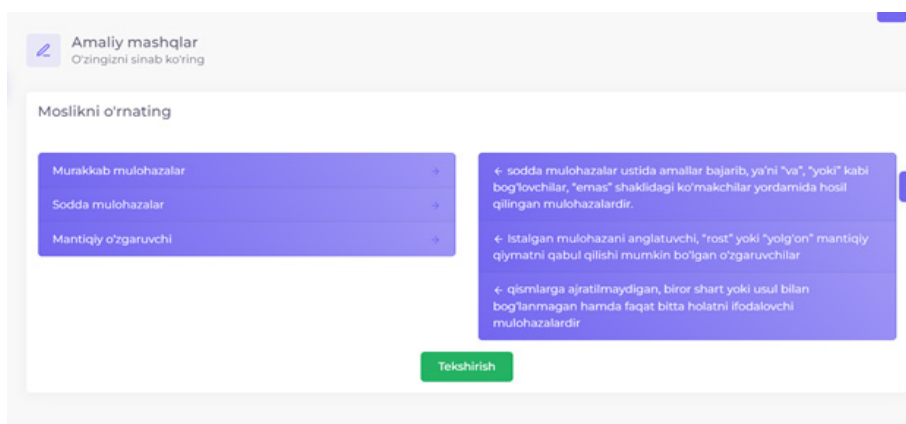 Amaliy mashqlar
O'zingizni sinab ko'ring
Moslikni o'rnating
Murakkab mulohazalar →
Sodda mulohazalar →
Mantiqiy o'zgaruvchi →
← sodda mulohazalar ustida amallar bajarib, ya'ni "va", "yoki" kabi
bog'lovchilar, "emas" shaklidagi ko'makchilar yordamida hosil
qilingan mulohazalardir.
← Istalgan mulohazani anglatuvchi, "rost" yoki "yolg'on" mantiqiy
qiymatni qabul qilishi mumkin bo'lgan o'zgaruvchilar
← qismlarga ajratilmaydigan, biror shart yoki usul bilan
bog'lanmagan hamda faqat bitta holatni ifodalovchi
mulohazalardir
Tekshirish